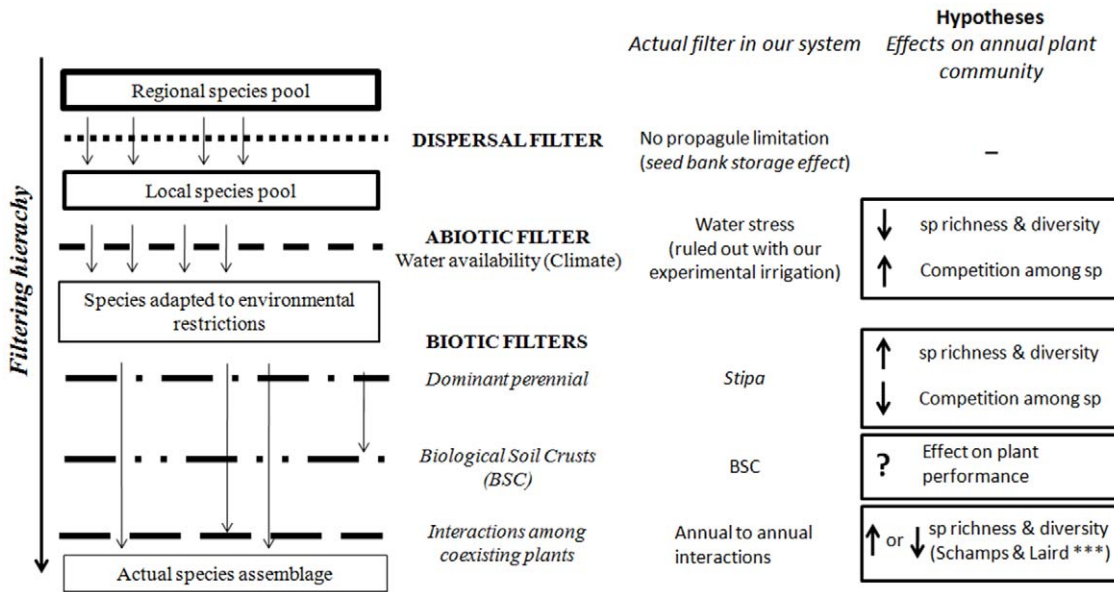 Hypotheses
Actual filter in our system
Effects on annual plant
community
Filtering hierachy
Regional species pool
DISPERSAL FILTER
No propagule limitation
(seed bank storage effect)
–
Local species pool
ABIOTIC FILTER
Water availability (Climate)
Water stress
(ruled out with our
experimental irrigation)
↓ sp richness & diversity
↑ Competition among sp
Species adapted to environmental
restrictions
BIOTIC FILTERS
Dominant perennial
Stipa
↑ sp richness & diversity
↓ Competition among sp
Biological Soil Crusts
(BSC)
BSC
? Effect on plant
performance
Interactions among
coexisting plants
Annual to annual
interactions
↑ or ↓ sp richness & diversity
(Schamps & Laird ***)
Actual species assemblage